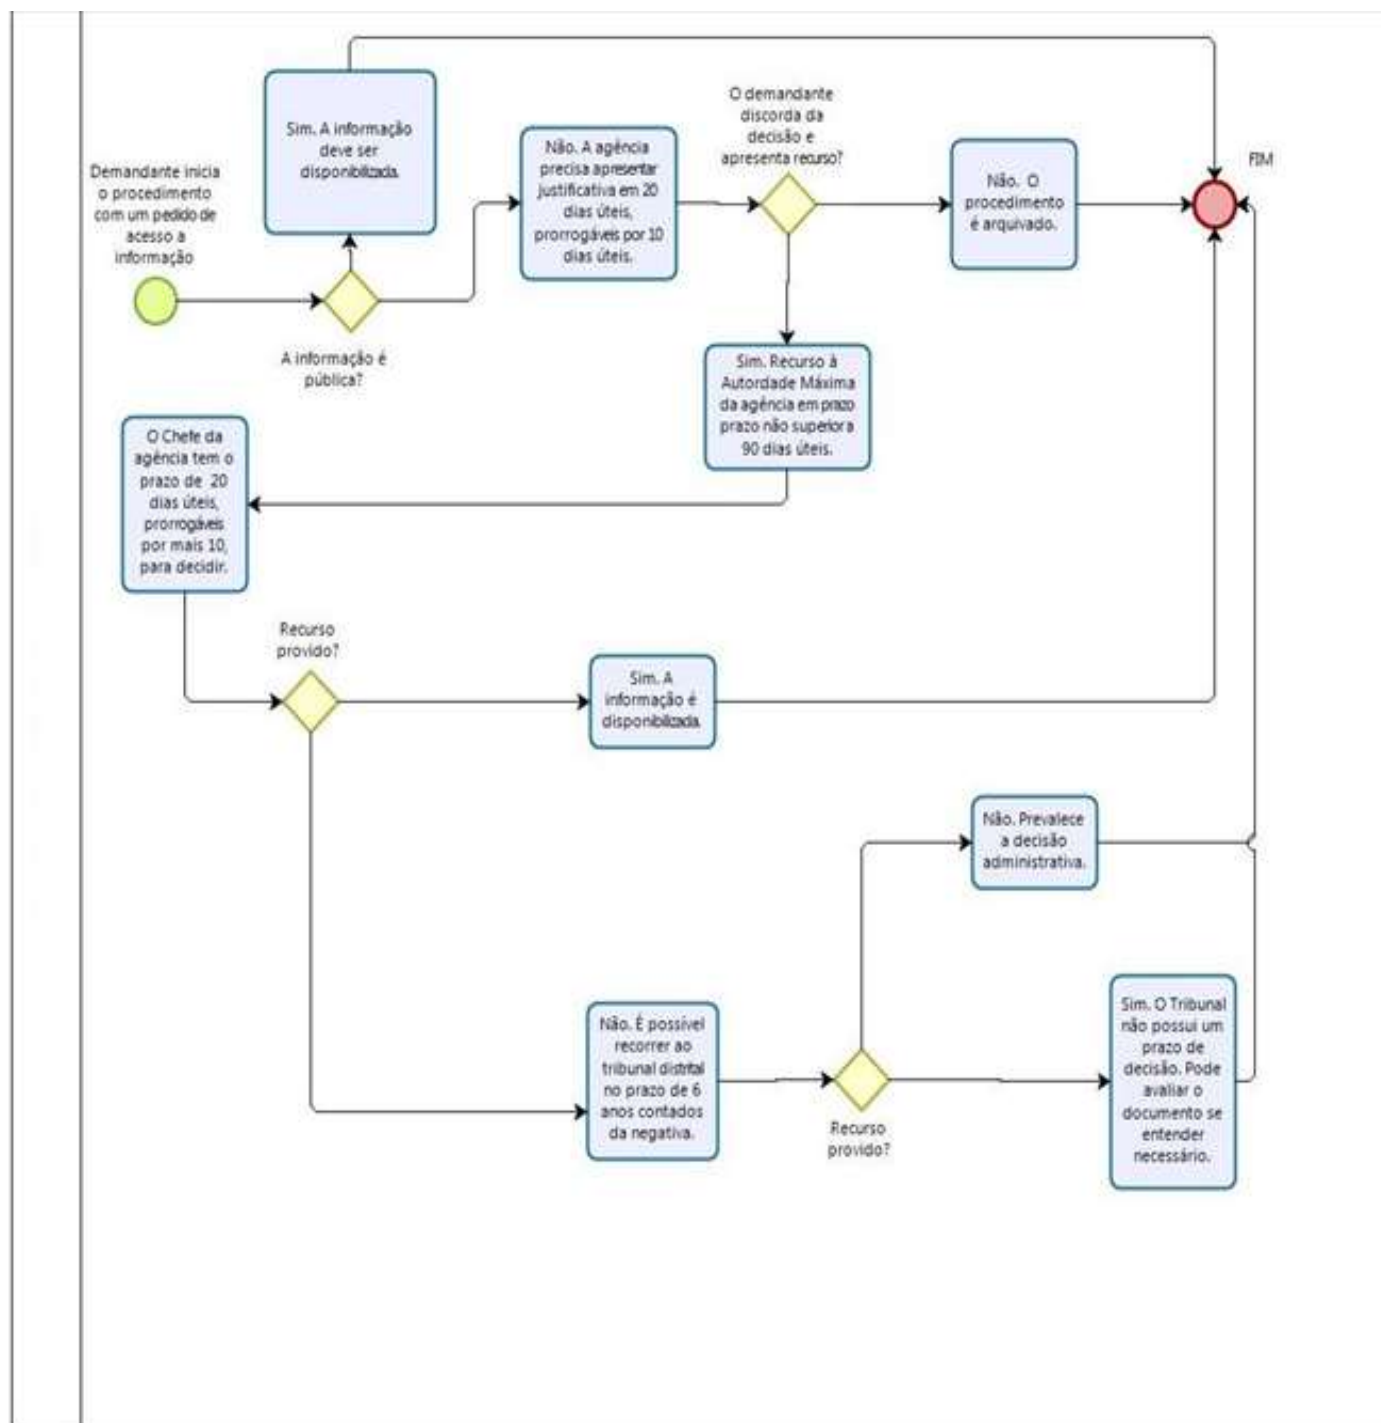 Demandante inicia
o procedimento
com um pedido de
acesso a
informação
A informação é
pública?
Sim. A informação
deve ser
disponibilizada.
Não. A agência
precisa apresentar
justificativa em 20
dias úteis,
prorrogáveis por 10
dias úteis.
O demandante
discorda da
decisão e
apresenta recurso?
Não. O
procedimento
é arquivado.
FIM
Sim. Recurso à
Autordade Máxima
da agência em prazo
prazo não superior a
90 dias úteis.
O Chefe da
agência tem o
prazo de 20
dias úteis,
prorrogáveis
por mais 10,
para decidir.
Recurso
provido?
Sim. A
informação é
disponibilizada.
Não. É possível
recorrer ao
tribunal distrital
no prazo de 6
anos contados
da negativa.
Recurso
provido?
Não. Prevalece
a decisão
administrativa.
Sim. O Tribunal
não possui um
prazo de
decisão. Pode
avaliar o
documento se
entender
necessário.